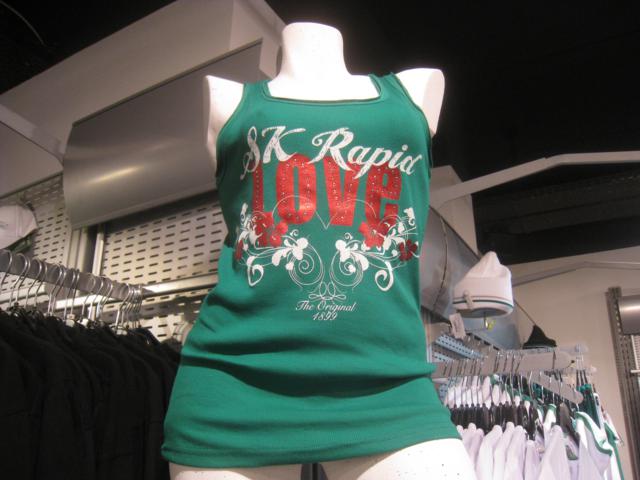 SK Rapid
LOVE
The Original
1899